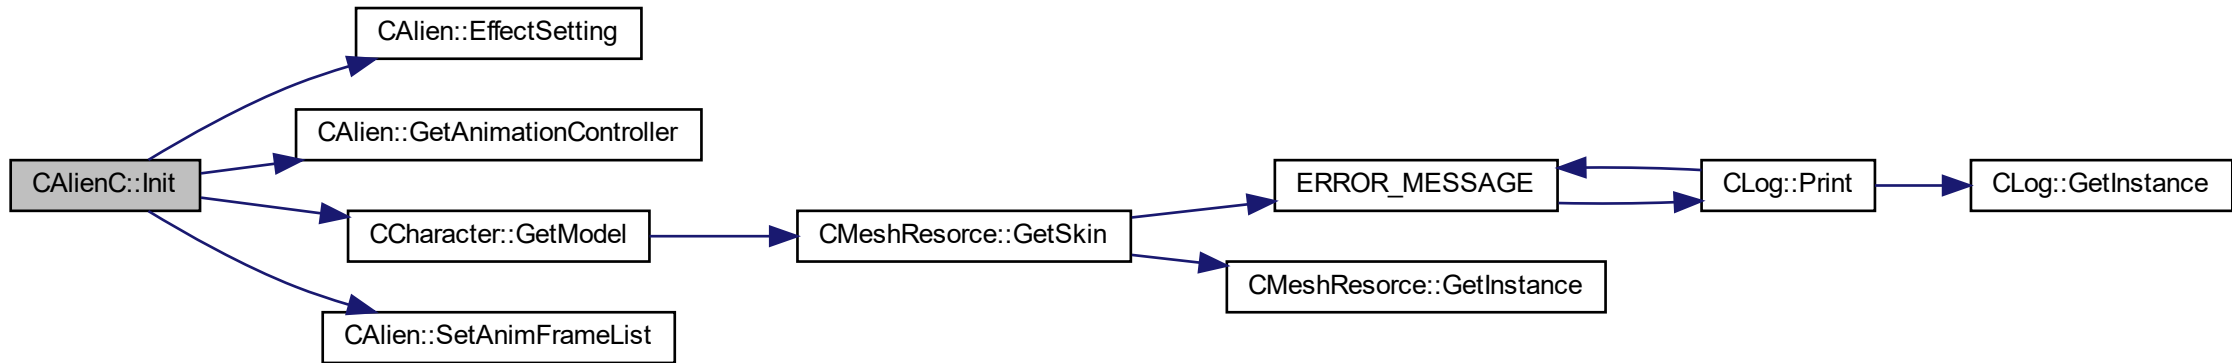 CAlien::EffectSetting
CAlien::GetAnimationController
CAlienC::Init
ERROR_MESSAGE
CLog::Print
CLog::GetInstance
CCharacter::GetModel
CMeshResorce::GetSkin
CMeshResorce::GetInstance
CAlien::SetAnimFrameList